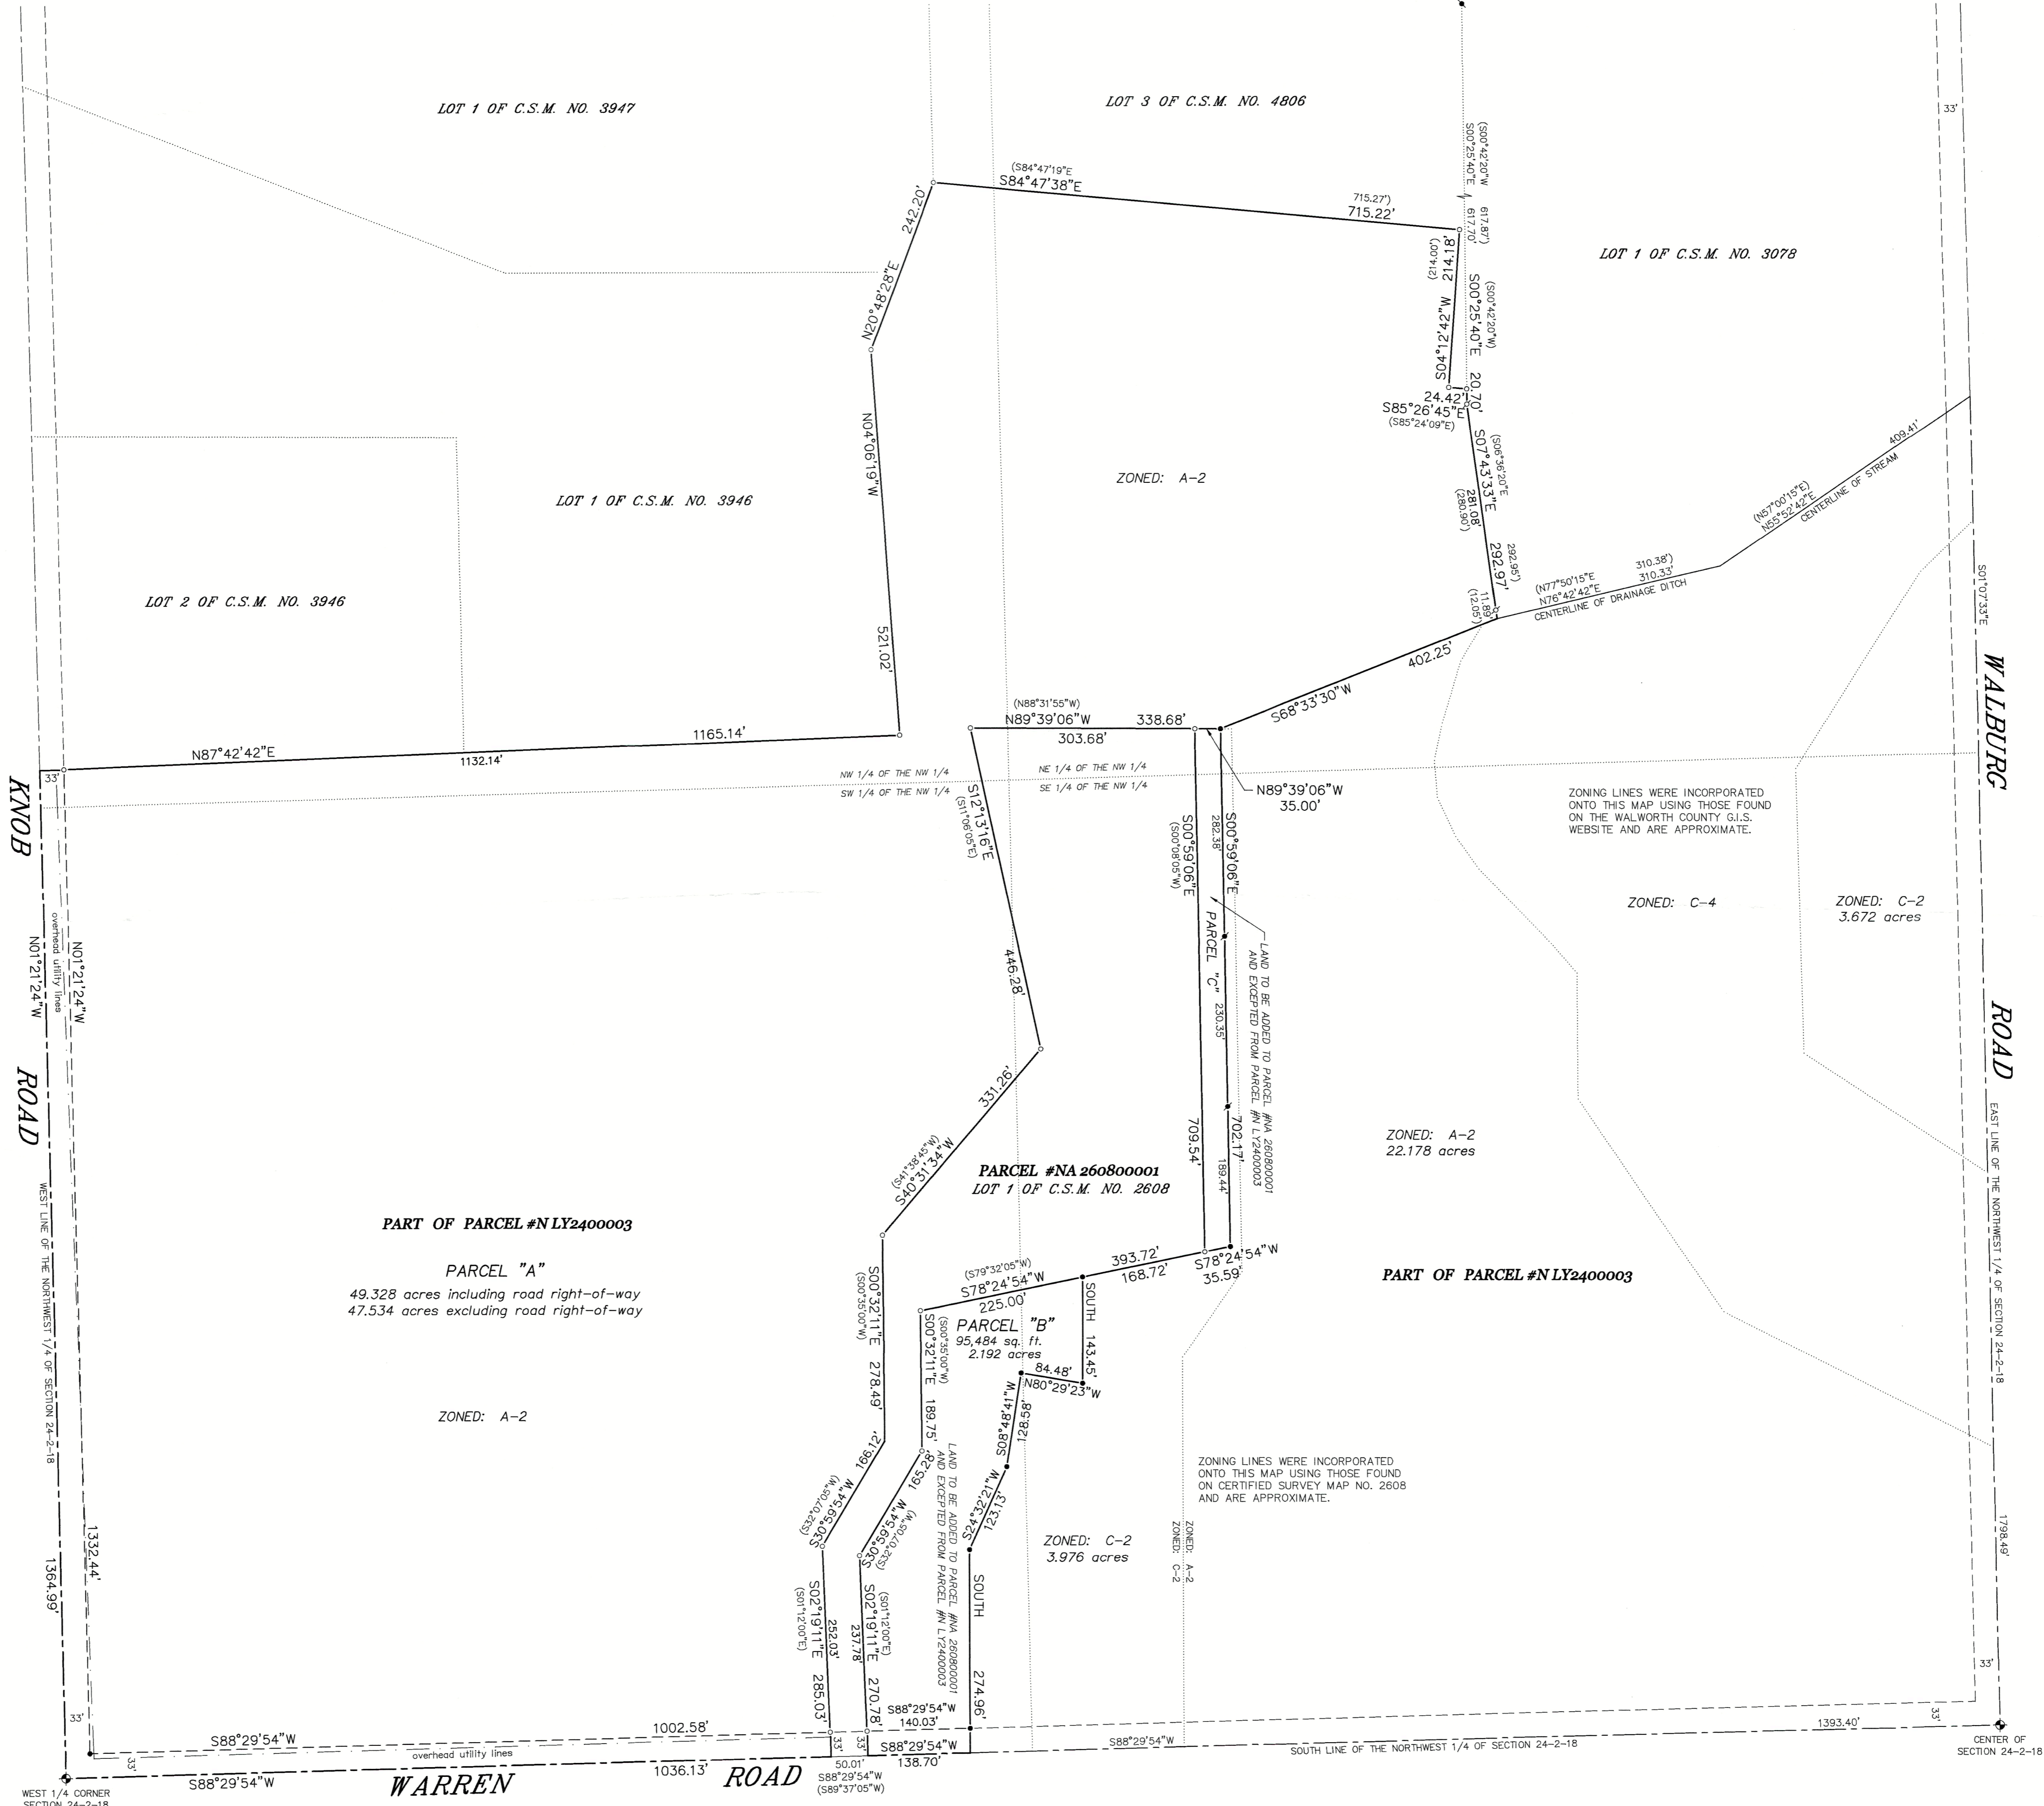 LOT 1 OF C.S.M. NO. 3947
LOT 3 OF C.S.M. NO. 4806
33'
(S00°42'20"W 617.87')
S00°25'40"E 617.70'
(S84°47'19"E 715.27')
S84°47'38"E 715.22'
N20°48'28"E 242.20'
S04°12'42"W 214.18'
(214.00')
(S00°42'20"W)
S00°25'40"E 20.70'
LOT 1 OF C.S.M. NO. 3078
24.42'
S85°26'45"E
(S85°24'09"E)
(S06°36'20"E 292.95')
S07°43'33"E 292.97'
281.08'
(280.90')
11.89'
(12.05')
N04°06'19"W 521.02'
ZONED: A-2
LOT 1 OF C.S.M. NO. 3946
LOT 2 OF C.S.M. NO. 3946
(N57°00'15"E)
N55°52'42"E 409.41'
CENTERLINE OF STREAM
(N77°50'15"E 310.38')
N76°42'42"E 310.33'
CENTERLINE OF DRAINAGE DITCH
S01°07'33"E
WALBURG
ROAD
S68°33'30"W 402.25'
(N88°31'55"W)
N89°39'06"W 338.68'
303.68'
N87°42'42"E 1165.14'
1132.14'
33'
NW 1/4 OF THE NW 1/4
SW 1/4 OF THE NW 1/4
NE 1/4 OF THE NW 1/4
SE 1/4 OF THE NW 1/4
N89°39'06"W
35.00'
KNOB
ROAD
ZONING LINES WERE INCORPORATED
ONTO THIS MAP USING THOSE FOUND
ON THE WALWORTH COUNTY G.I.S.
WEBSITE AND ARE APPROXIMATE.
S12°13'16"E 446.28'
(S11°06'05"E)
S00°59'06"E 709.54'
(S00°08'05"W)
S00°59'06"E 702.17'
282.38'
230.35'
189.44'
PARCEL "C"
LAND TO BE ADDED TO PARCEL #NA 260800001
AND EXCEPTED FROM PARCEL #N LY2400003
ZONED: C-4
ZONED: C-2
3.672 acres
overhead utility lines
N01°21'24"W
N01°21'24"W
WEST LINE OF THE NORTHWEST 1/4 OF SECTION 24-2-18
1332.44'
1364.99'
(S41°38'45"W)
S40°31'34"W 331.26'
PARCEL #NA 260800001
LOT 1 OF C.S.M. NO. 2608
ZONED: A-2
22.178 acres
EAST LINE OF THE NORTHWEST 1/4 OF SECTION 24-2-18
1798.49'
PART OF PARCEL #N LY2400003
PARCEL "A"
49.328 acres including road right-of-way
47.534 acres excluding road right-of-way
ZONED: A-2
(S79°32'05"W)
S78°24'54"W 393.72'
225.00'
168.72'
S78°24'54"W
35.59'
PART OF PARCEL #N LY2400003
S00°32'11"E 278.49'
(S00°35'00"W)
(S00°35'00"W)
S00°32'11"E 189.75'
PARCEL "B"
95,484 sq. ft.
2.192 acres
SOUTH 143.45'
84.48'
N80°29'23"W
S08°48'41"W
128.58'
(S32°07'05"W)
S30°59'54"W 166.12'
S30°59'54"W 165.28'
(S32°07'05"W)
S24°32'21"W
123.13'
LAND TO BE ADDED TO PARCEL #NA 260800001
AND EXCEPTED FROM PARCEL #N LY2400003
ZONING LINES WERE INCORPORATED
ONTO THIS MAP USING THOSE FOUND
ON CERTIFIED SURVEY MAP NO. 2608
AND ARE APPROXIMATE.
ZONED: C-2
3.976 acres
ZONED: A-2
ZONED: C-2
S02°19'11"E 285.03'
252.03'
(S01°12'00"E)
(S01°12'00"E)
S02°19'11"E 270.78'
237.78'
SOUTH 274.96'
S88°29'54"W
140.03'
33'
33'
S88°29'54"W
138.70'
33'
33'
S88°29'54"W 1002.58'
overhead utility lines
S88°29'54"W 1036.13'
50.01'
S88°29'54"W
(S89°37'05"W)
WARREN ROAD
S88°29'54"W
SOUTH LINE OF THE NORTHWEST 1/4 OF SECTION 24-2-18
1393.40'
33'
33'
CENTER OF
SECTION 24-2-18
WEST 1/4 CORNER
SECTION 24-2-18